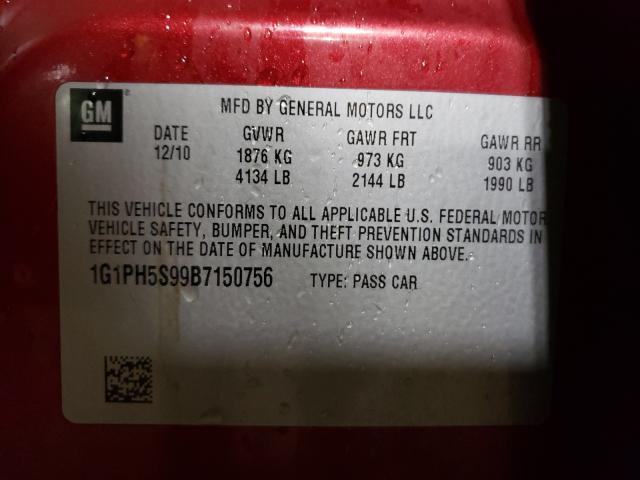 GM
MFD BY GENERAL MOTORS LLC
DATE GVWR GAWR FRT GAWR RR
12/10 1876 KG 973 KG 903 KG
4134 LB 2144 LB 1990 LB
THIS VEHICLE CONFORMS TO ALL APPLICABLE U.S. FEDERAL MOTOR
VEHICLE SAFETY, BUMPER, AND THEFT PREVENTION STANDARDS IN
EFFECT ON THE DATE OF MANUFACTURE SHOWN ABOVE.
1G1PH5S99B7150756 TYPE: PASS CAR